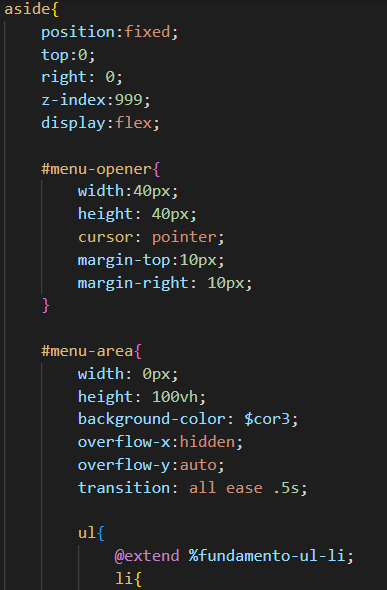 aside{
position:fixed;
top:0;
right: 0;
z-index:999;
display:flex;
#menu-opener{
width:40px;
height: 40px;
cursor: pointer;
margin-top:10px;
margin-right: 10px;
}
#menu-area{
width: 0px;
height: 100vh;
background-color: $cor3;
overflow-x:hidden;
overflow-y:auto;
transition: all ease .5s;
ul{
@extend %fundamento-ul-li;
li{